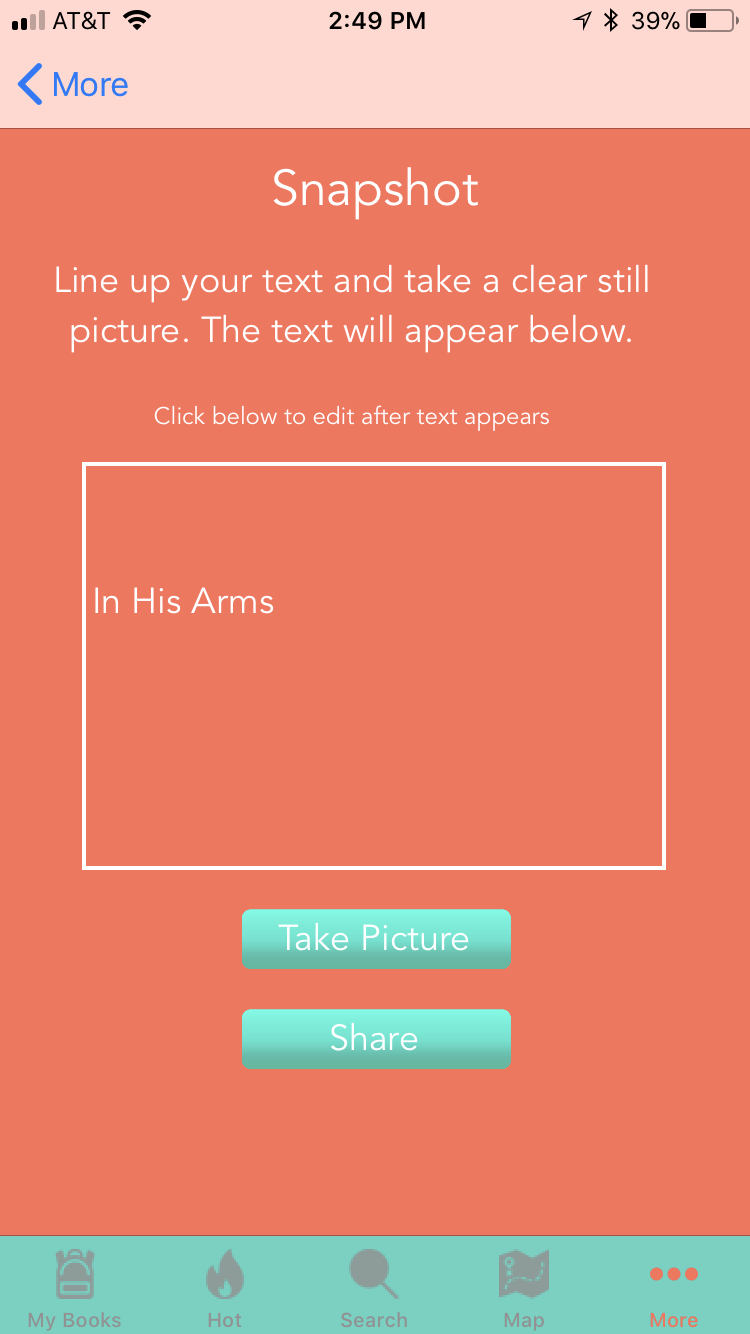 AT&T 2:49 PM 39%
More
Snapshot
Line up your text and take a clear still
picture. The text will appear below.
Click below to edit after text appears
In His Arms
Take Picture
Share
My Books Hot Search Map More